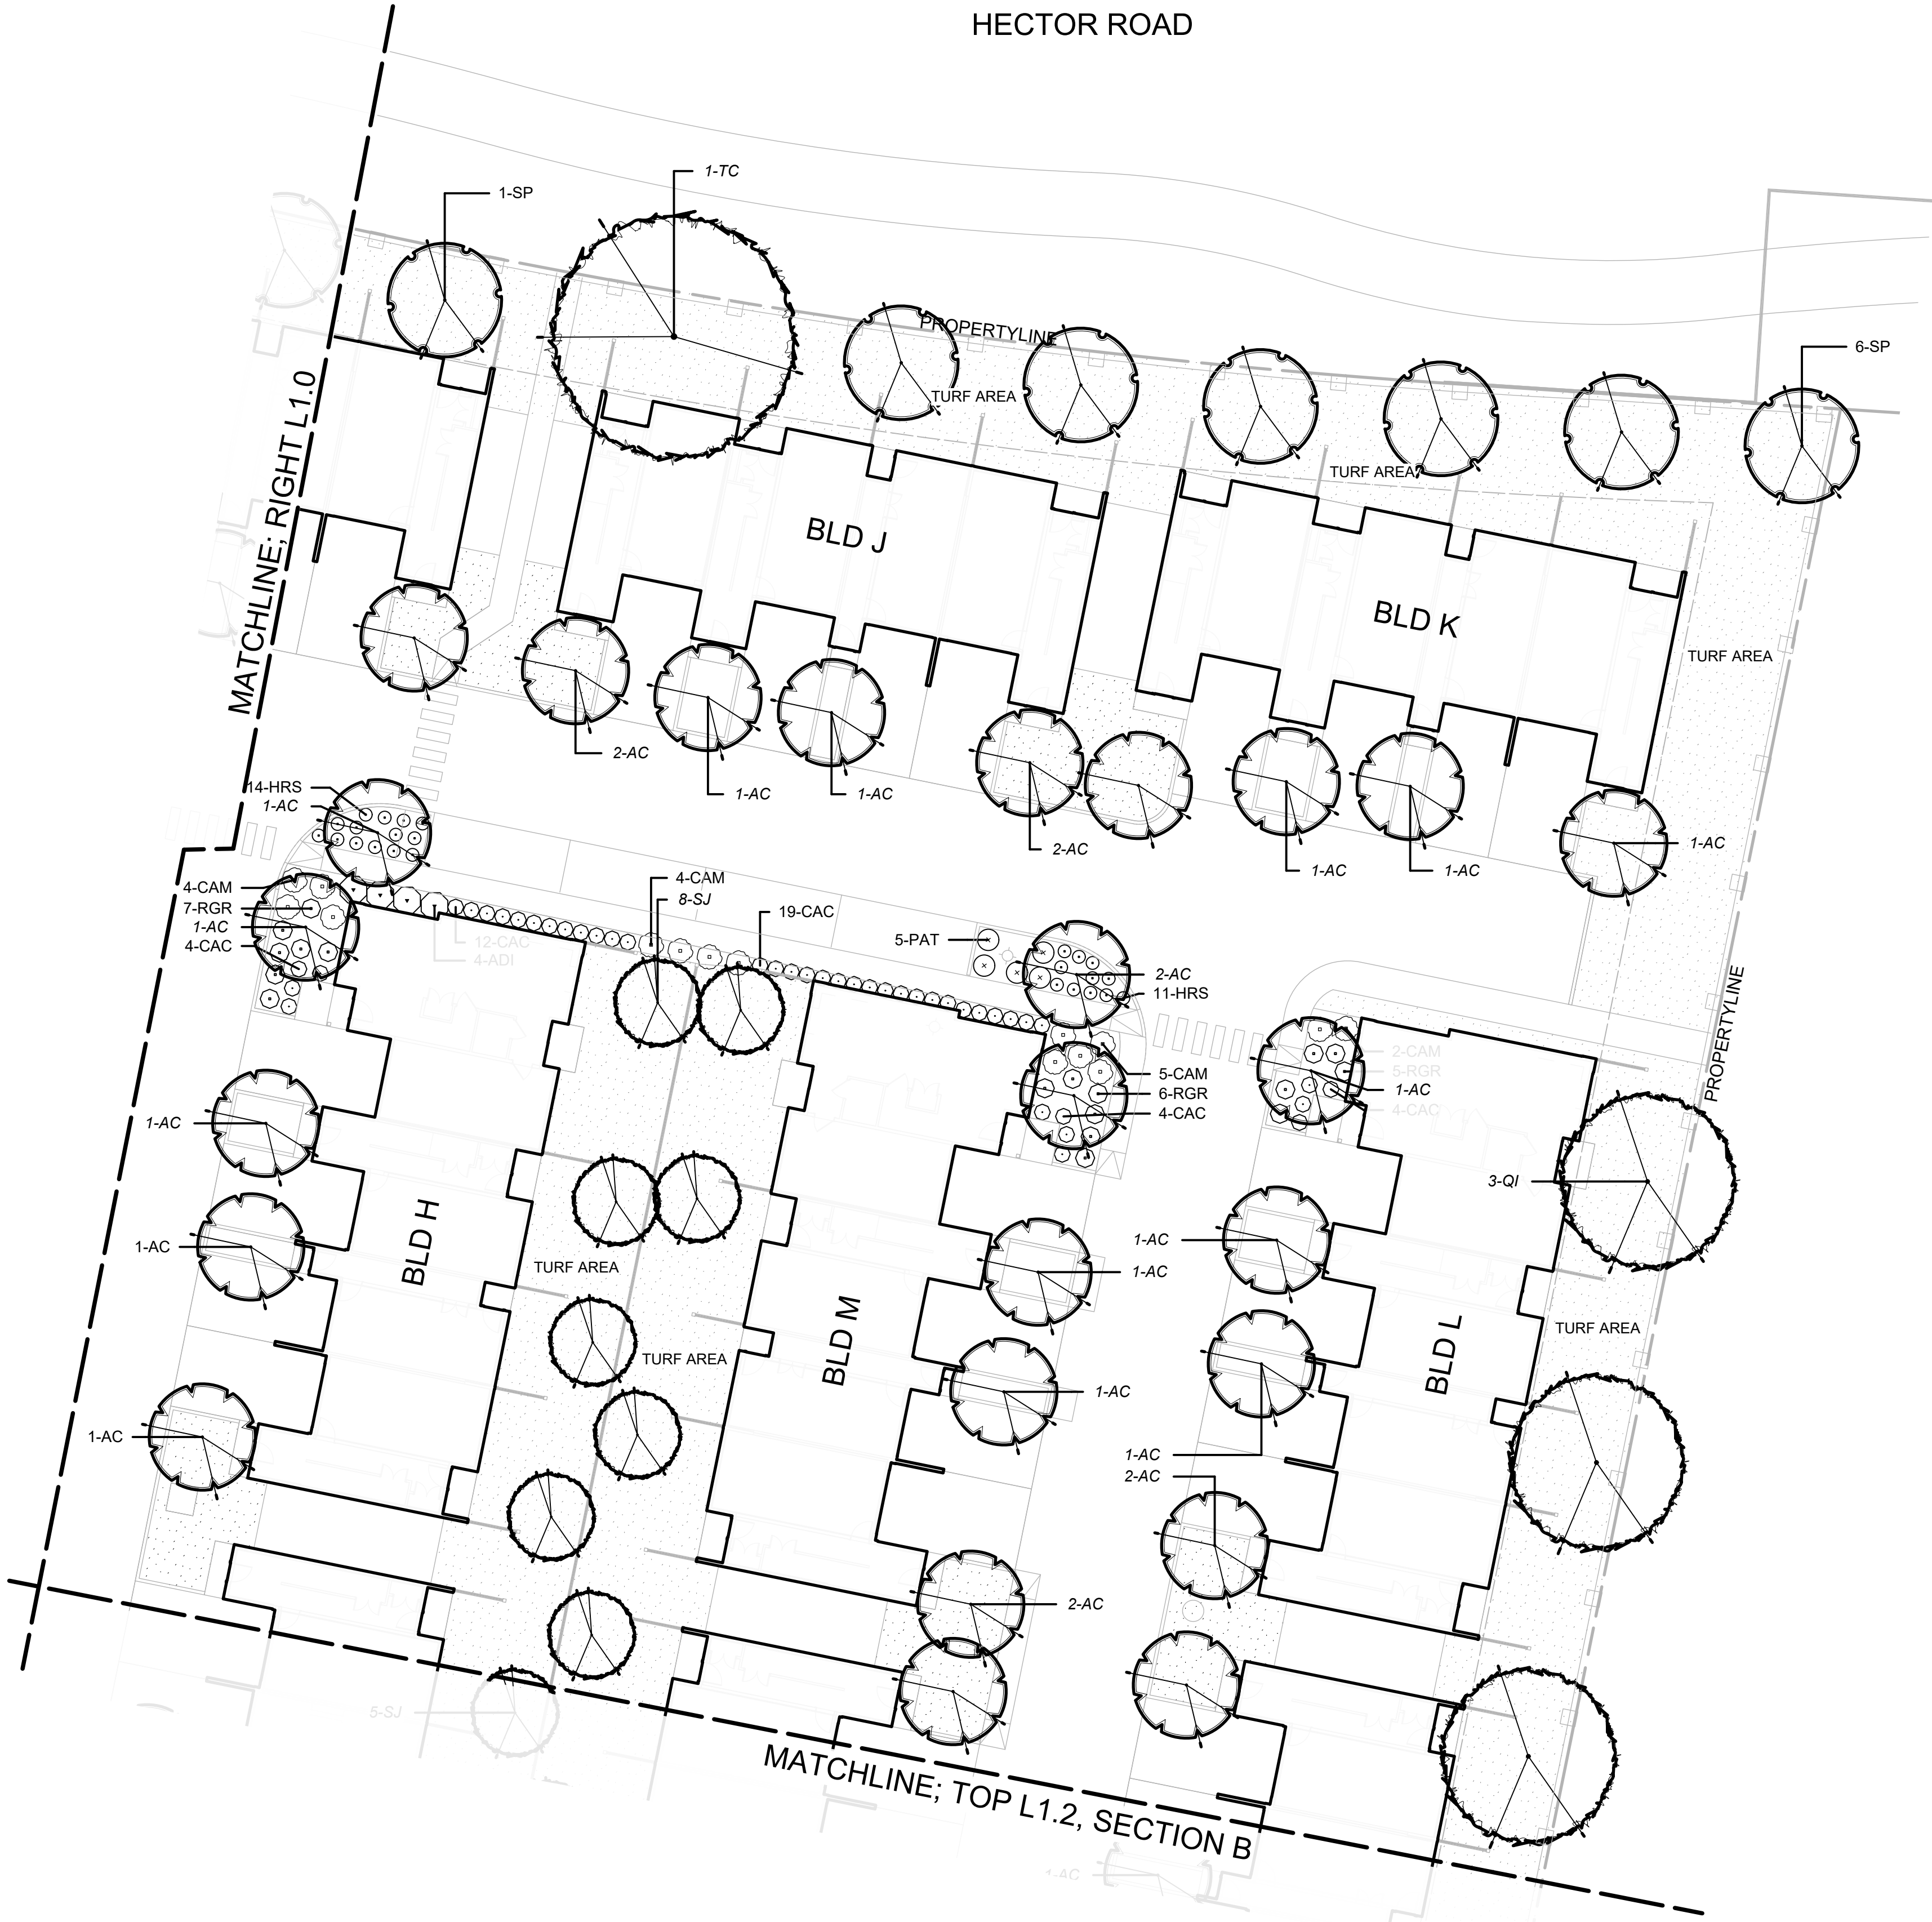 HECTOR ROAD
1-TC
1-SP
PROPERTYLINE
6-SP
TURF AREA
TURF AREA
MATCHLINE; RIGHT L1.0
BLD J
BLD K
TURF AREA
2-AC
1-AC
1-AC
14-HRS
1-AC
2-AC
1-AC
1-AC
1-AC
4-CAM
7-RGR
1-AC
4-CAC
4-CAM
8-SJ
19-CAC
12-CAC
4-ADI
5-PAT
2-AC
11-HRS
PROPERTYLINE
5-CAM
6-RGR
4-CAC
2-CAM
5-RGR
1-AC
4-CAC
1-AC
3-QI
1-AC
BLD H
TURF AREA
1-AC
1-AC
TURF AREA
BLD M
BLD L
TURF AREA
1-AC
1-AC
1-AC
2-AC
2-AC
5-SJ
MATCHLINE; TOP L1.2, SECTION B
1-AC